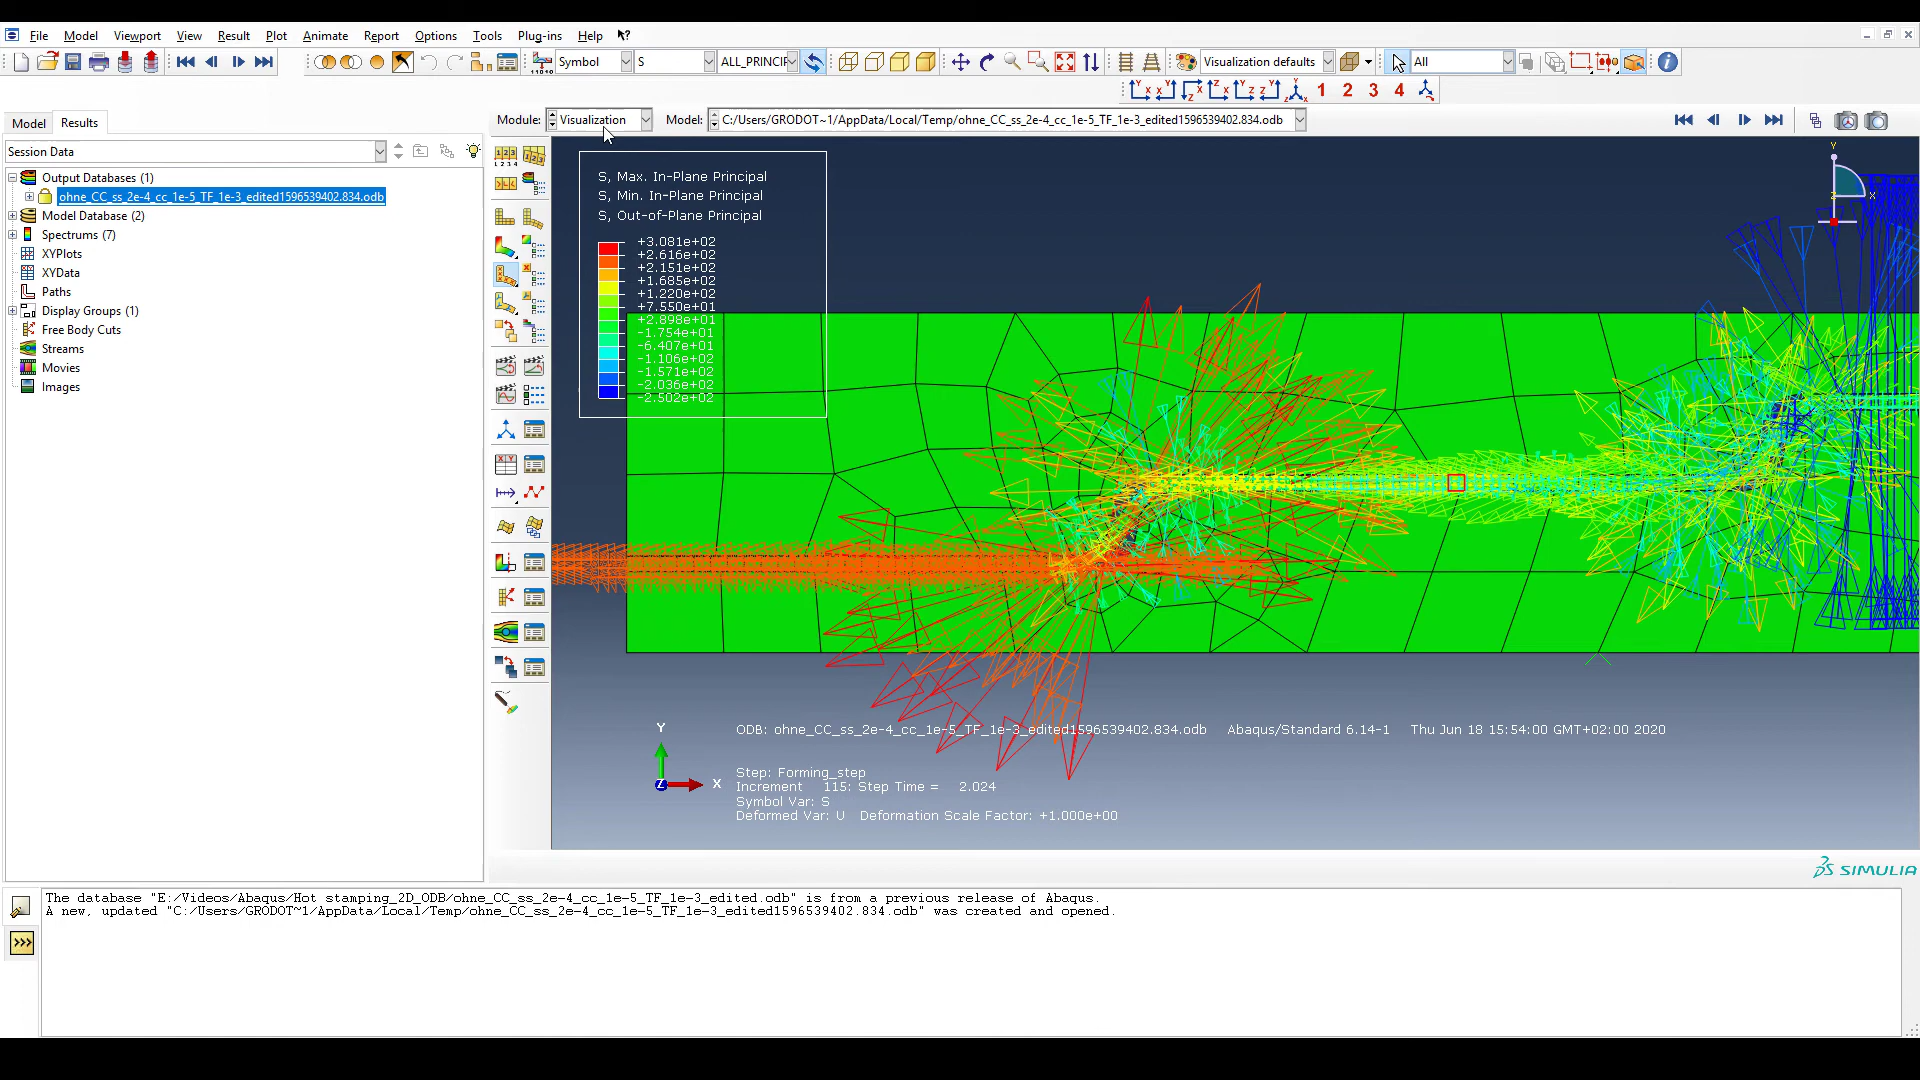 File Model Viewport View Result Plot Animate Report Options Tools Plug-ins Help
Symbol S ALL_PRINCIP Visualization defaults All
1 2 3 4
Model Results
Module: Visualization Model: C:/Users/GRODOT~1/AppData/Local/Temp/ohne_CC_ss_2e-4_cc_1e-5_TF_1e-3_edited1596539402.834.odb
Session Data
Output Databases (1)
ohne_CC_ss_2e-4_cc_1e-5_TF_1e-3_edited1596539402.834.odb
Model Database (2)
Spectrums (7)
XYPlots
XYData
Paths
Display Groups (1)
Free Body Cuts
Streams
Movies
Images
S, Max. In-Plane Principal
S, Min. In-Plane Principal
S, Out-of-Plane Principal
+3.081e+02
+2.616e+02
+2.151e+02
+1.685e+02
+1.220e+02
+7.550e+01
+2.898e+01
-1.754e+01
-6.407e+01
-1.106e+02
-1.571e+02
-2.036e+02
-2.502e+02
Y
X
Z
Y
X
Z
ODB: ohne_CC_ss_2e-4_cc_1e-5_TF_1e-3_edited1596539402.834.odb Abaqus/Standard 6.14-1 Thu Jun 18 15:54:00 GMT+02:00 2020
Step: Forming_step
Increment 115: Step Time = 2.024
Symbol Var: S
Deformed Var: U Deformation Scale Factor: +1.000e+00
SIMULIA
The database "E:/Videos/Abaqus/Hot stamping_2D_ODB/ohne_CC_ss_2e-4_cc_1e-5_TF_1e-3_edited.odb" is from a previous release of Abaqus.
A new, updated "C:/Users/GRODOT~1/AppData/Local/Temp/ohne_CC_ss_2e-4_cc_1e-5_TF_1e-3_edited1596539402.834.odb" was created and opened.
>>>